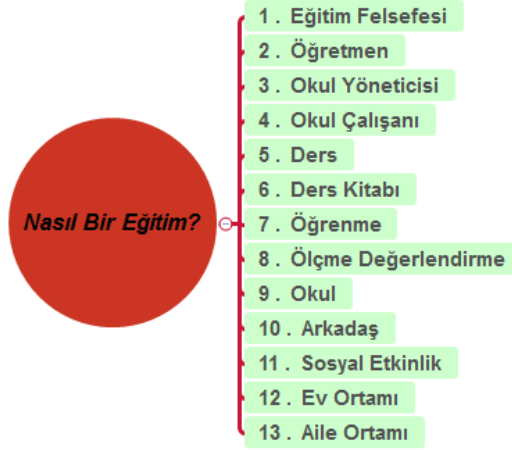 Nasıl Bir Eğitim?
1 . Eğitim Felsefesi
2 . Öğretmen
3 . Okul Yöneticisi
4 . Okul Çalışanı
5 . Ders
6 . Ders Kitabı
7 . Öğrenme
8 . Ölçme Değerlendirme
9 . Okul
10 . Arkadaş
11 . Sosyal Etkinlik
12 . Ev Ortamı
13 . Aile Ortamı